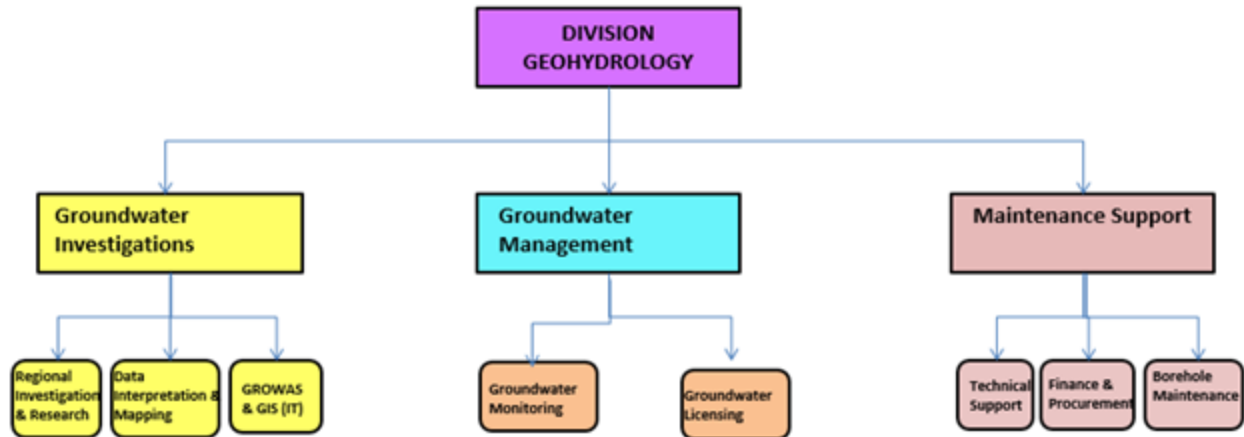 DIVISION
GEOHYDROLOGY
Groundwater
Investigations
Groundwater
Management
Maintenance Support
Regional
Investigation
& Research
Data
Interpretation &
Mapping
GROWAS
& GIS (IT)
Groundwater
Monitoring
Groundwater
Licensing
Technical
Support
Finance &
Procurement
Borehole
Maintenance